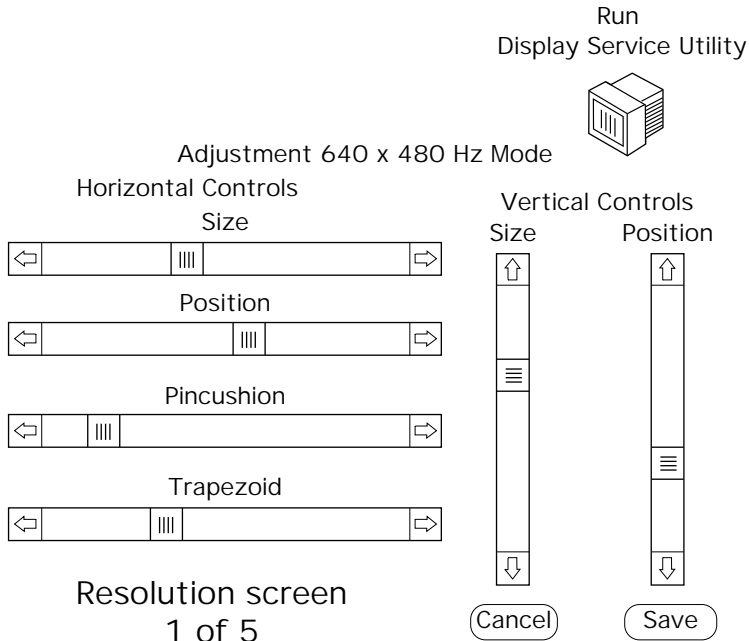 Run
Display Service Utility
Adjustment 640 x 480 Hz Mode
Horizontal Controls
Size
Position
Pincushion
Trapezoid
Vertical Controls
Size Position
Resolution screen
1 of 5
Cancel Save